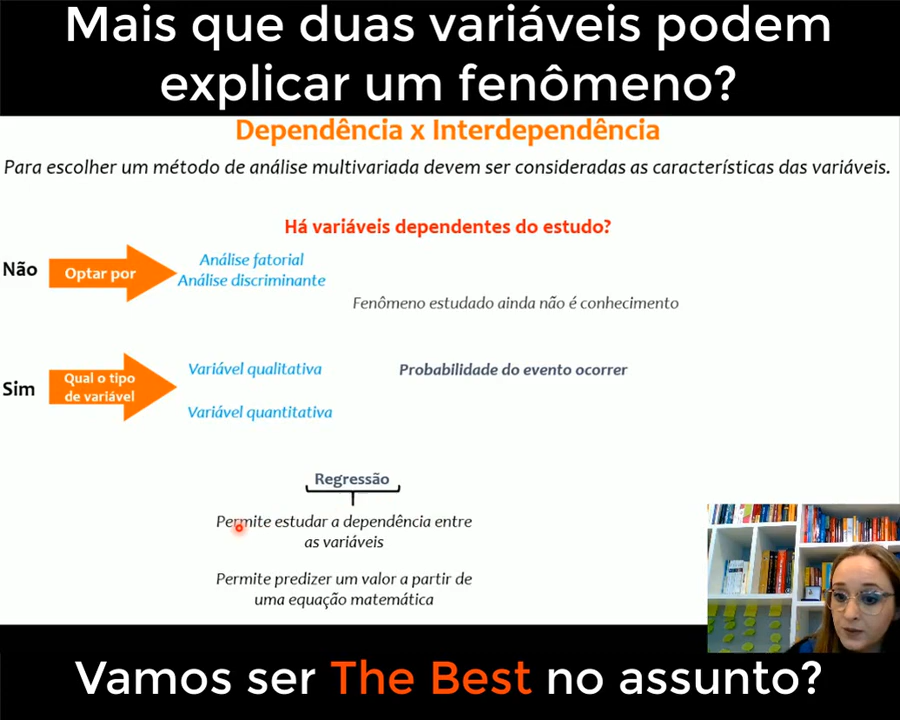 Mais que duas variáveis podem
explicar um fenômeno?
Dependência x Interdependência
Para escolher um método de análise multivariada devem ser consideradas as características das variáveis.
Há variáveis dependentes do estudo?
Não
Optar por
Análise fatorial
Análise discriminante
Fenômeno estudado ainda não é conhecimento
Sim
Qual o tipo
de variável
Variável qualitativa
Probabilidade do evento ocorrer
Variável quantitativa
Regressão
Permite estudar a dependência entre
as variáveis
Permite predizer um valor a partir de
uma equação matemática
Vamos ser The Best no assunto?